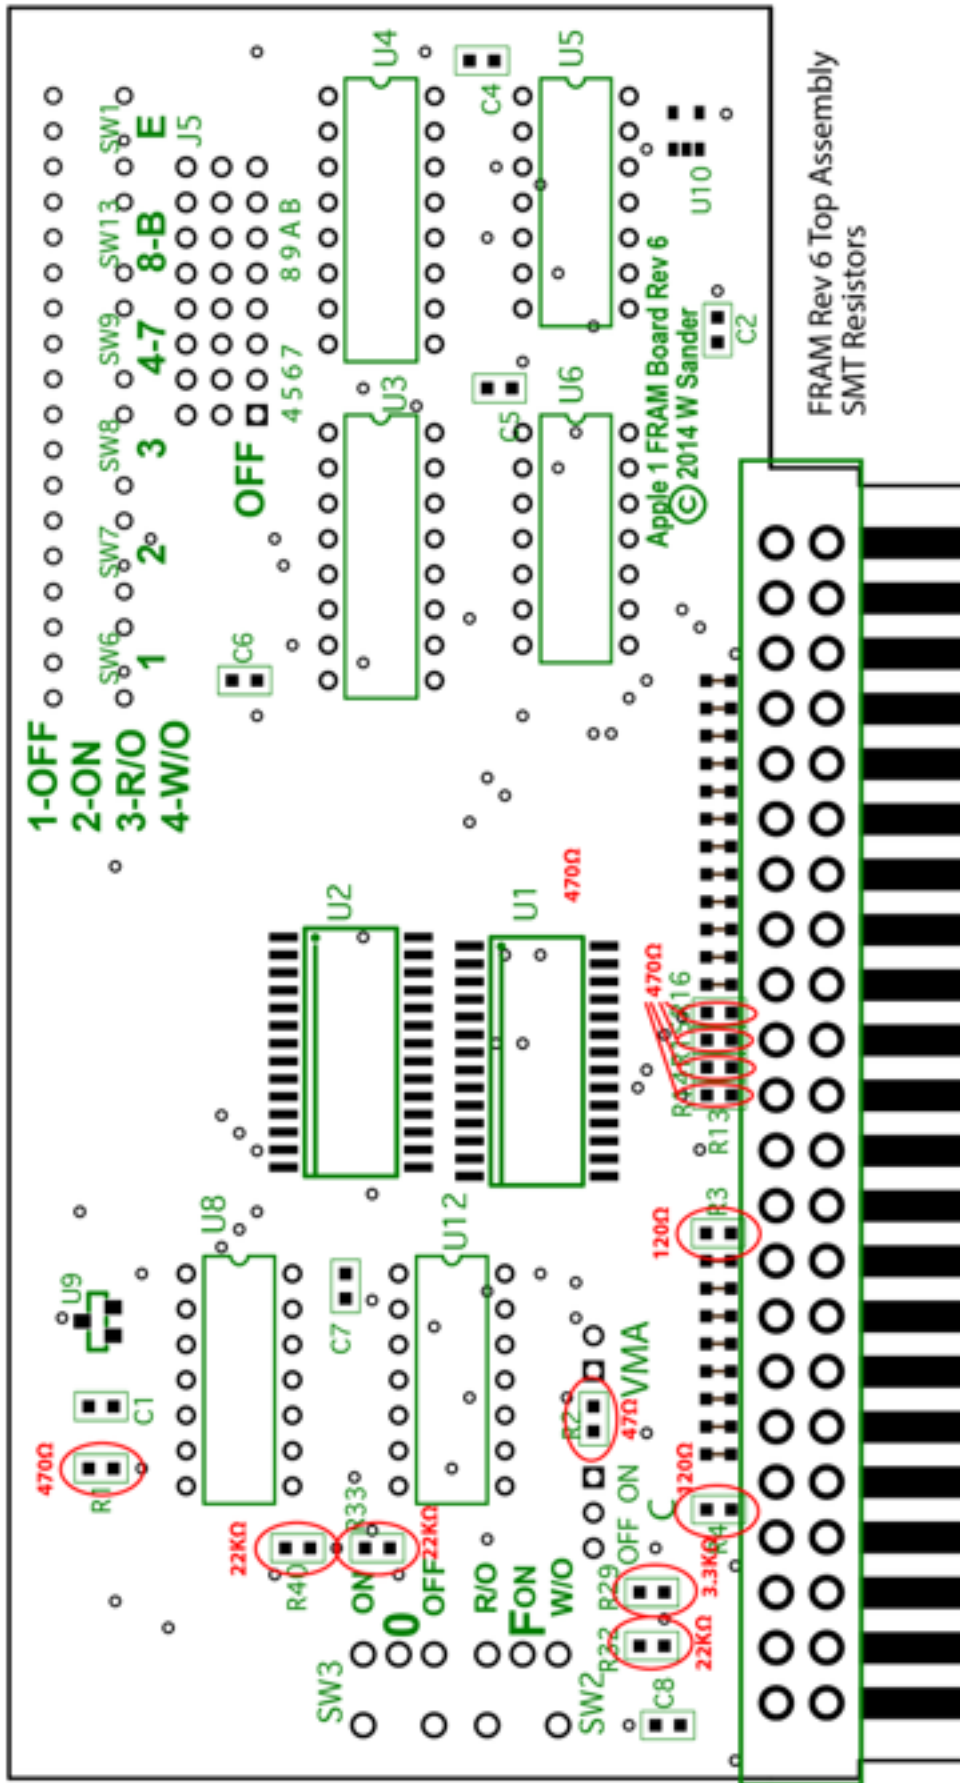 FRAM Rev 6 Top Assembly
SMT Resistors
U4
U5
C4
SW1
E
J5
U10
SW13
8-B
8 9 A B
SW9
4-7
4 5 6 7
C2
Apple 1 FRAM Board Rev 6
© 2014 W Sander
U3
C5
U6
SW8
3
OFF
SW7
2
SW6
1
C6
1-OFF
2-ON
3-R/O
4-W/O
U2
U1
470Ω
470Ω
R16
R13
R3
120Ω
U8
U12
U9
C7
C1
VMA
R2
47Ω
470Ω
R1
R33
22KΩ
22KΩ
R40
ON
0
OFF
R/O
F ON
W/O
OFF ON
C
120Ω
R4
R29
3.3KΩ
R32
22KΩ
SW3
SW2
C8